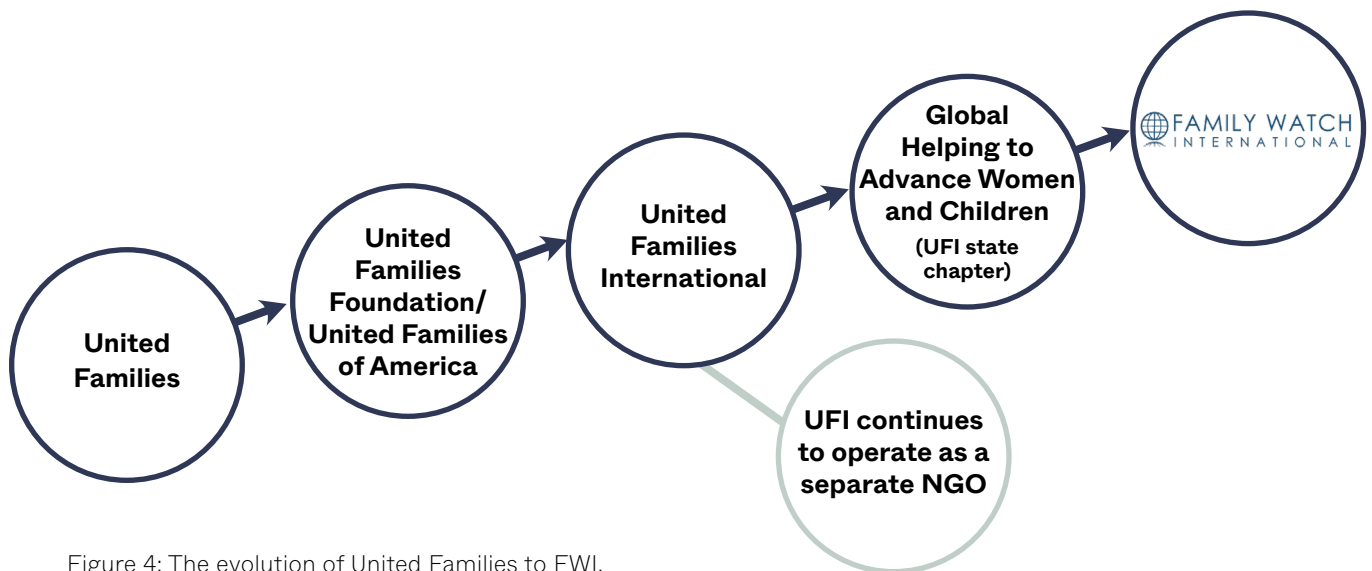 United
Families
United
Families
Foundation/
United Families
of America
United
Families
International
Global
Helping to
Advance Women
and Children
(UFI state
chapter)
FAMILY WATCH
INTERNATIONAL
UFI continues
to operate as a
separate NGO
Figure 4: The evolution of United Families to FWI.